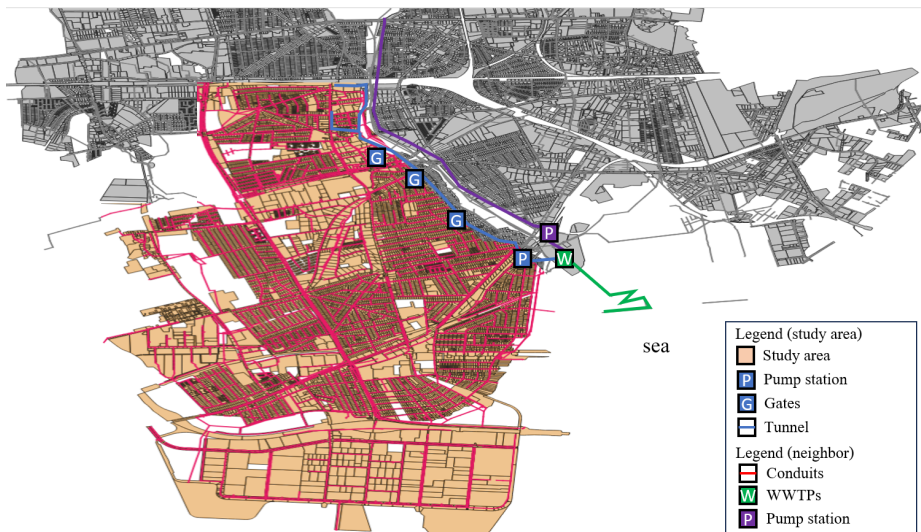 G
G
G
P
P
W
sea
Legend (study area)
Study area
P Pump station
G Gates
Tunnel
Legend (neighbor)
Conduits
W WWTPs
P Pump station